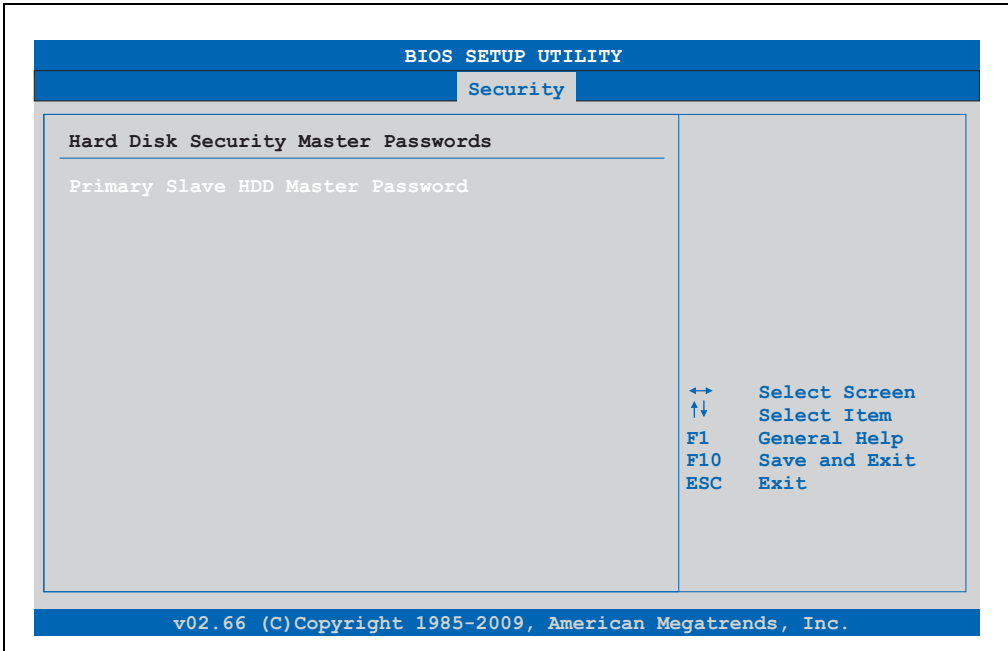 BIOS SETUP UTILITY
Security
Hard Disk Security Master Passwords
Primary Slave HDD Master Password
↔ Select Screen
↑↓ Select Item
F1 General Help
F10 Save and Exit
ESC Exit
v02.66 (C)Copyright 1985-2009, American Megatrends, Inc.